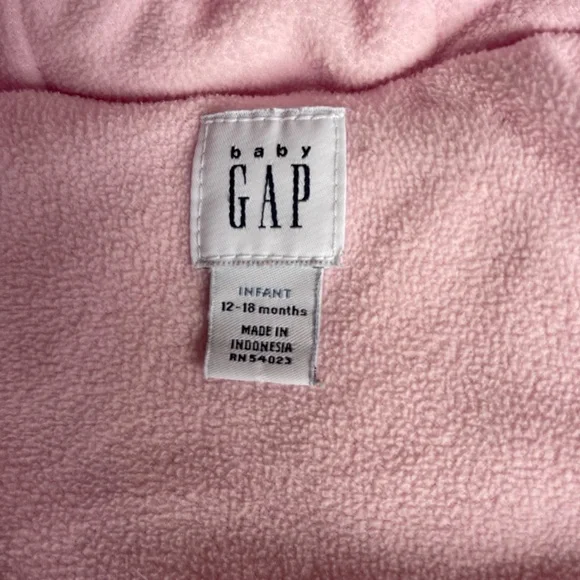 baby
GAP
INFANT
12-18 months
MADE IN
INDONESIA
RN 54023